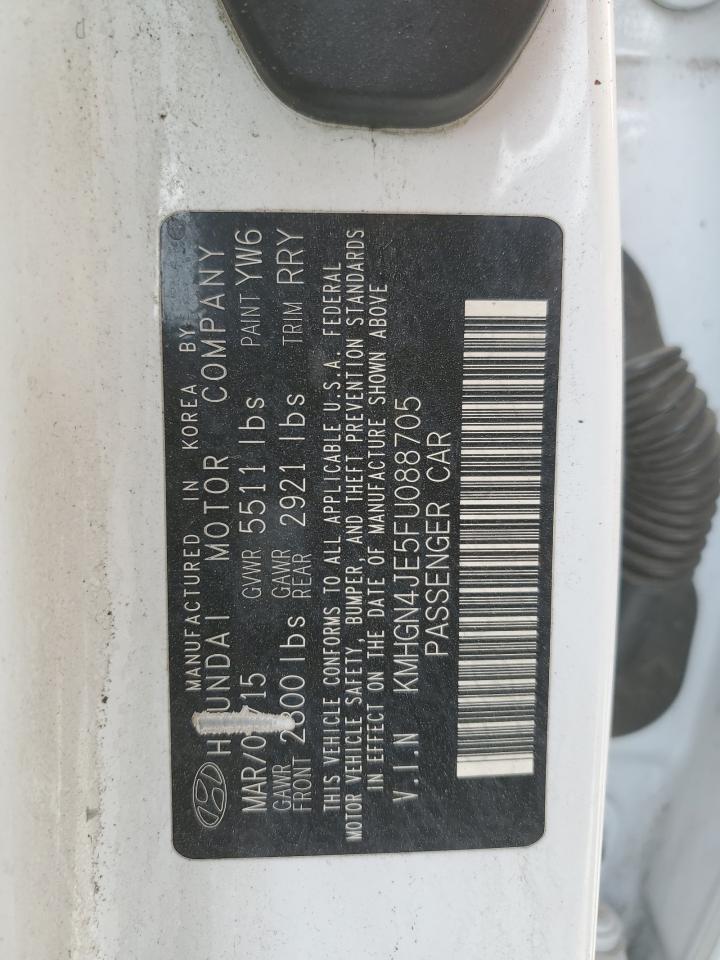 MANUFACTURED IN KOREA BY
HYUNDAI MOTOR COMPANY
MAR/ 15 GVWR 5511 lbs PAINT YW6
GAWR FRONT 2800 lbs GAWR REAR 2921 lbs TRIM RRY
THIS VEHICLE CONFORMS TO ALL APPLICABLE U.S.A. FEDERAL
MOTOR VEHICLE SAFETY, BUMPER, AND THEFT PREVENTION STANDARDS
IN EFFECT ON THE DATE OF MANUFACTURE SHOWN ABOVE
V.I.N KMHGN4JE5FU088705
PASSENGER CAR